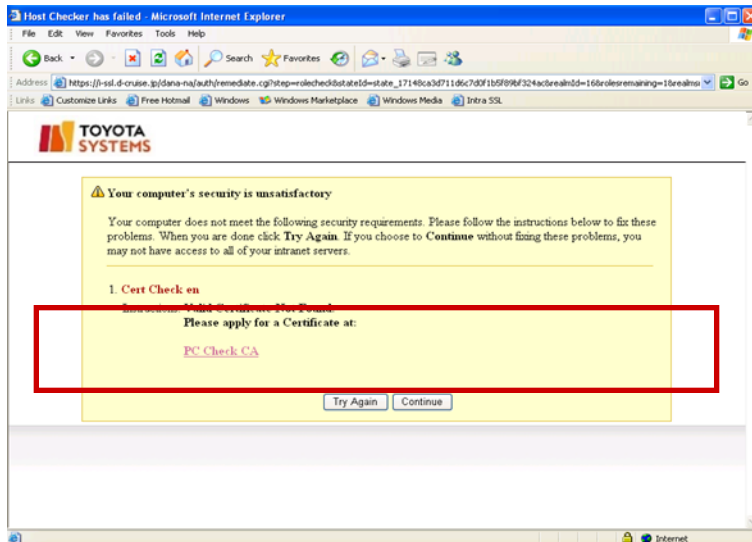 Host Checker has failed - Microsoft Internet Explorer
File Edit View Favorites Tools Help
Back Search Favorites
Address https://i-ssl.d-cruise.jp/dana-na/auth/remediate.cgi?step=rolecheck&stateId=state_17148ca3d711d6c7d0f1b5f89bf324ac&realmId=16&rolesremaining=1&realms Go
Links Customize Links Free Hotmail Windows Windows Marketplace Windows Media Intra SSL
TOYOTA
SYSTEMS
Your computer's security is unsatisfactory
Your computer does not meet the following security requirements. Please follow the instructions below to fix these
problems. When you are done click Try Again. If you choose to Continue without fixing these problems, you
may not have access to all of your intranet servers.
1. Cert Check en
Instructions: Valid Certificate Not Found.
Please apply for a Certificate at:
PC Check CA
Try Again Continue
Internet